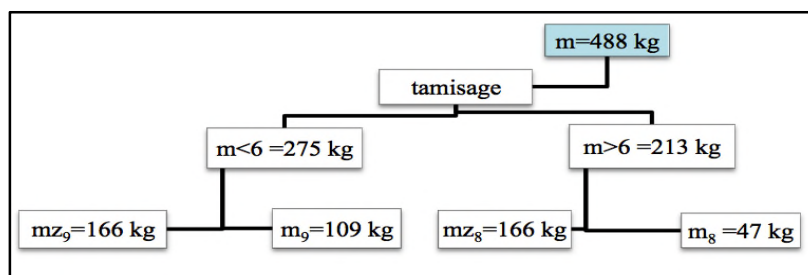 m=488 kg
tamisage
m<6 =275 kg
m>6 =213 kg
mz₉=166 kg
m₉=109 kg
mz₈=166 kg
m₈ =47 kg